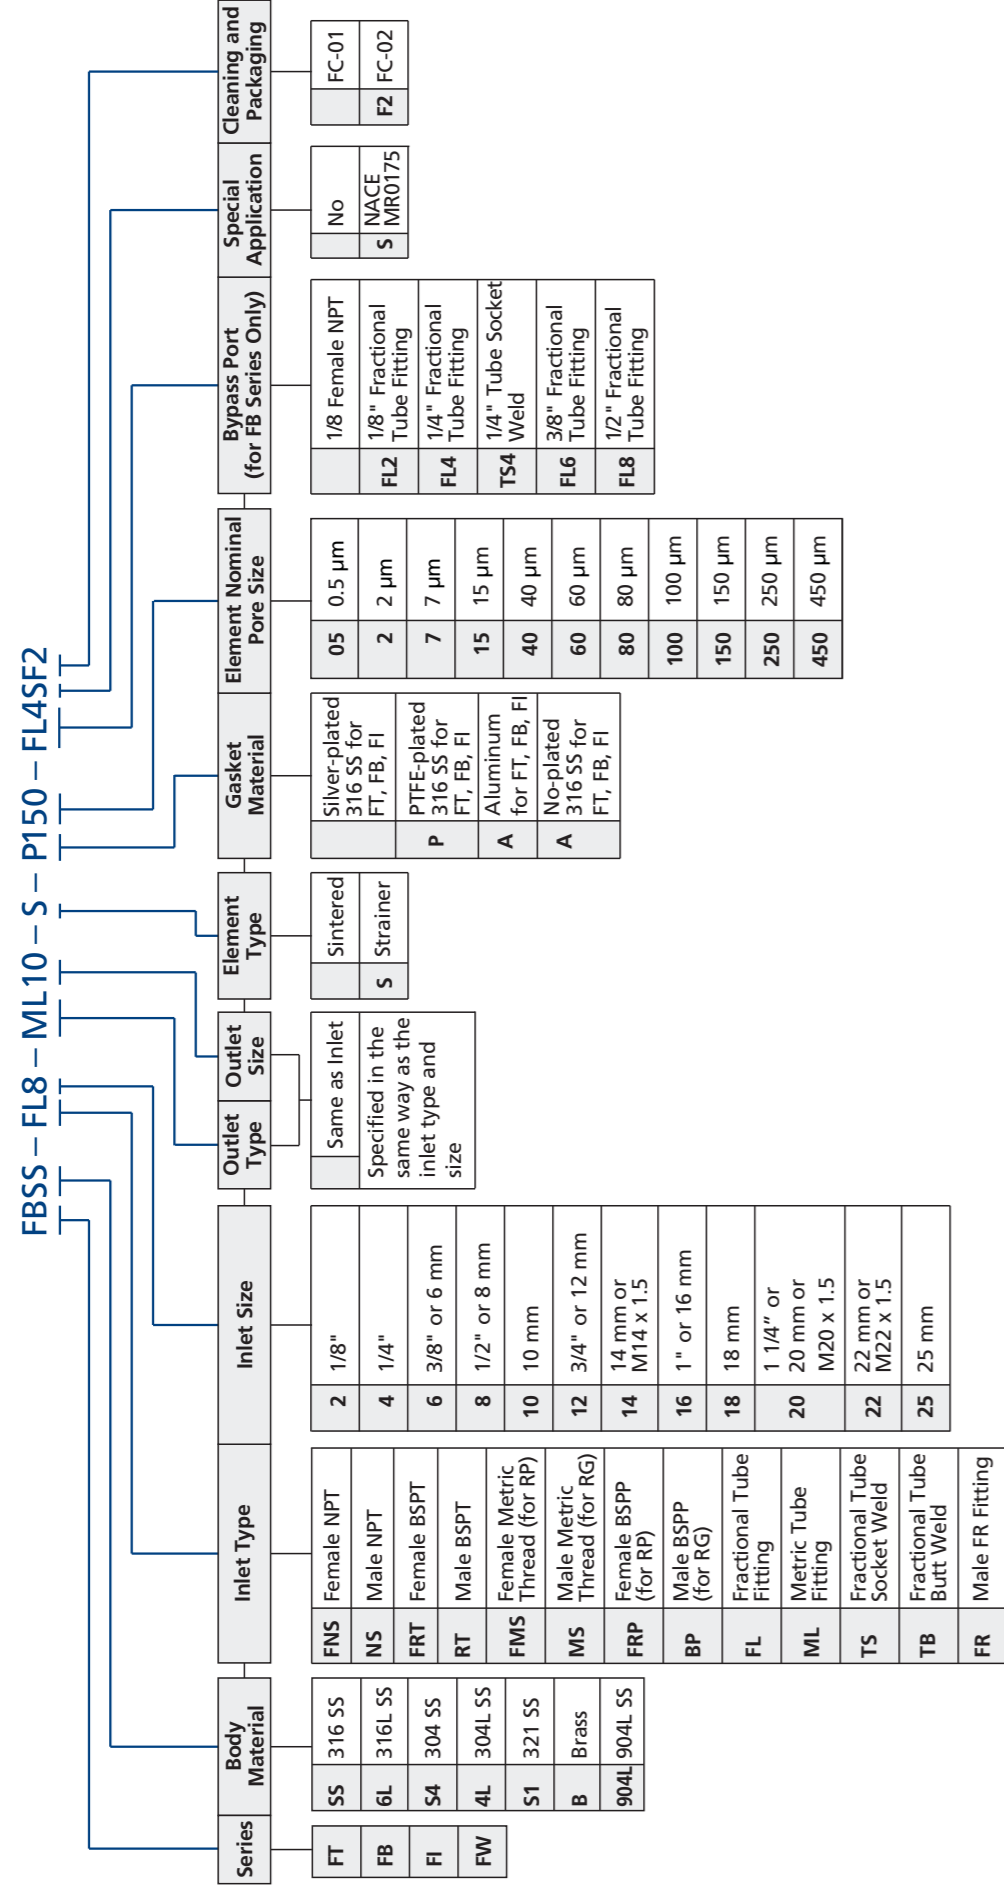 FBSS – FL8 – ML10 – S – P150 – FL4SF2
Series
FT
FB
FI
FW
Body
Material
SS 316 SS
6L 316L SS
S4 304 SS
4L 304L SS
S1 321 SS
B Brass
904L 904L SS
Inlet Type
FNS Female NPT
NS Male NPT
FRT Female BSPT
RT Male BSPT
FMS Female Metric
Thread (for RP)
MS Male Metric
Thread (for RG)
FRP Female BSPP
(for RP)
BP Male BSPP
(for RG)
FL Fractional Tube
Fitting
ML Metric Tube
Fitting
TS Fractional Tube
Socket Weld
TB Fractional Tube
Butt Weld
FR Male FR Fitting
Inlet Size
2 1/8"
4 1/4"
6 3/8" or 6 mm
8 1/2" or 8 mm
10 10 mm
12 3/4" or 12 mm
14 14 mm or
M14 x 1.5
16 1" or 16 mm
18 18 mm
20 1 1/4” or
20 mm or
M20 x 1.5
22 22 mm or
M22 x 1.5
25 25 mm
Outlet
Type
Outlet
Size
Same as Inlet
Specified in the
same way as the
inlet type and
size
Element
Type
Sintered
S Strainer
Gasket
Material
Silver-plated
316 SS for
FT, FB, FI
P PTFE-plated
316 SS for
FT, FB, FI
A Aluminum
for FT, FB, FI
A No-plated
316 SS for
FT, FB, FI
Element Nominal
Pore Size
05 0.5 µm
2 2 µm
7 7 µm
15 15 µm
40 40 µm
60 60 µm
80 80 µm
100 100 µm
150 150 µm
250 250 µm
450 450 µm
Bypass Port
(for FB Series Only)
1/8 Female NPT
FL2 1/8" Fractional
Tube Fitting
FL4 1/4" Fractional
Tube Fitting
TS4 1/4" Tube Socket
Weld
FL6 3/8" Fractional
Tube Fitting
FL8 1/2" Fractional
Tube Fitting
Special
Application
No
S NACE
MR0175
Cleaning and
Packaging
FC-01
F2 FC-02